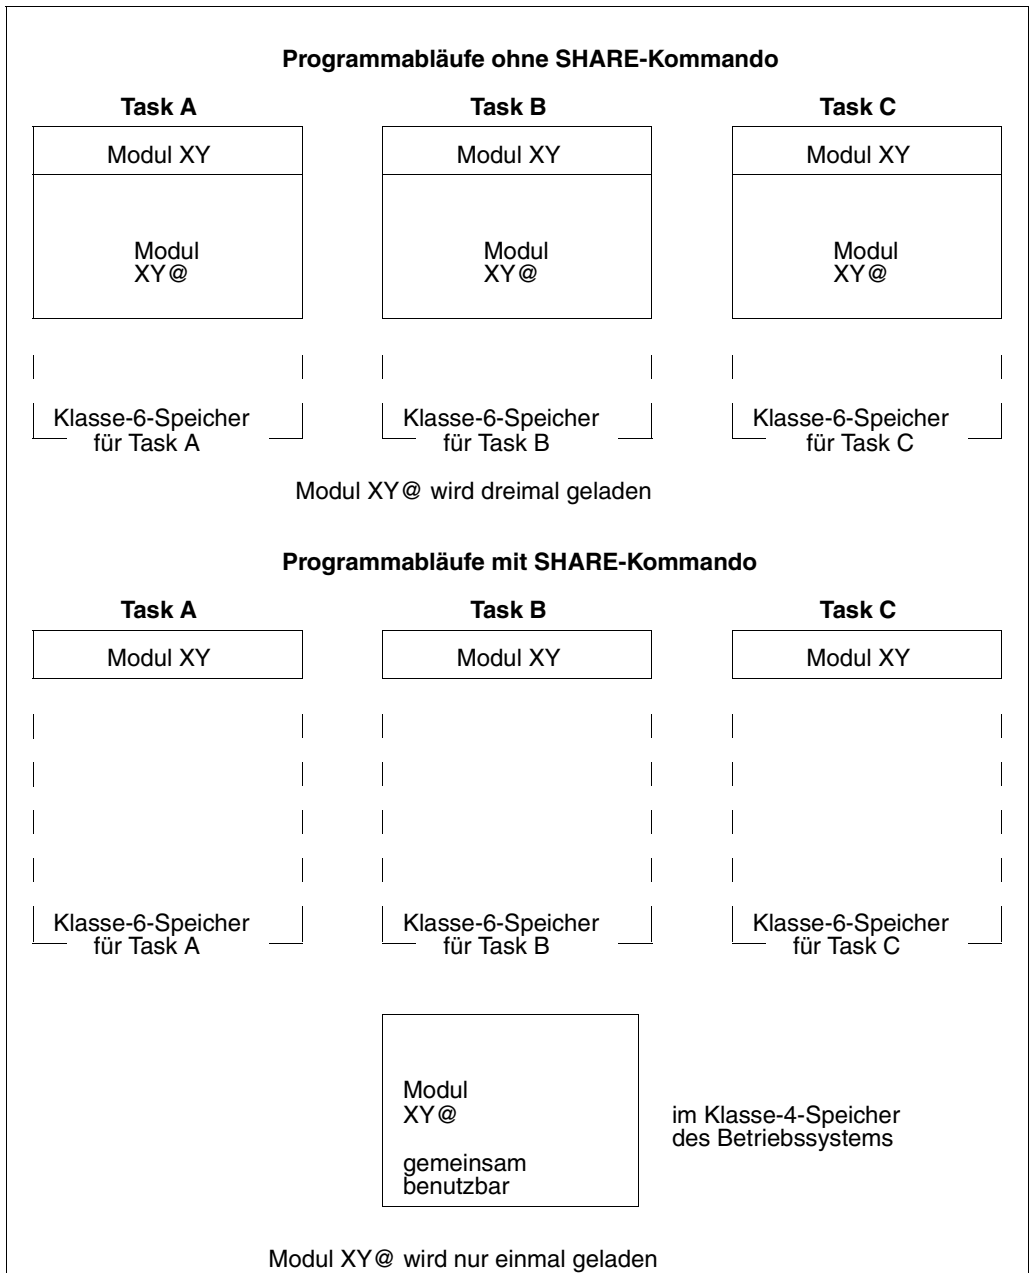 Programmabläufe ohne SHARE-Kommando
Task A Task B Task C
Modul XY Modul XY Modul XY
Modul Modul Modul
XY@ XY@ XY@
Klasse-6-Speicher Klasse-6-Speicher Klasse-6-Speicher
für Task A für Task B für Task C
Modul XY@ wird dreimal geladen
Programmabläufe mit SHARE-Kommando
Task A Task B Task C
Modul XY Modul XY Modul XY
Klasse-6-Speicher Klasse-6-Speicher Klasse-6-Speicher
für Task A für Task B für Task C
Modul
XY@
gemeinsam
benutzbar
im Klasse-4-Speicher
des Betriebssystems
Modul XY@ wird nur einmal geladen